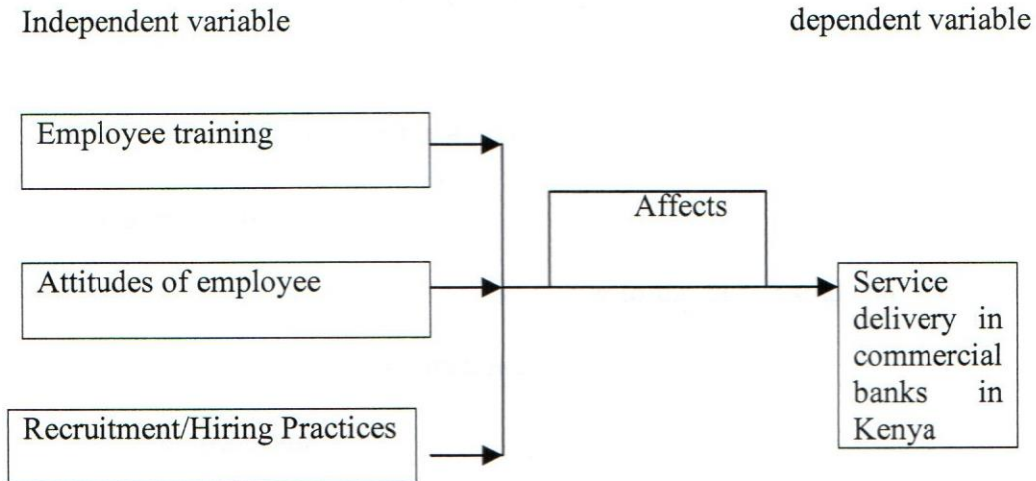 Independent variable
dependent variable
Employee training
Affects
Attitudes of employee
Service
delivery in
commercial
banks in
Kenya
Recruitment/Hiring Practices